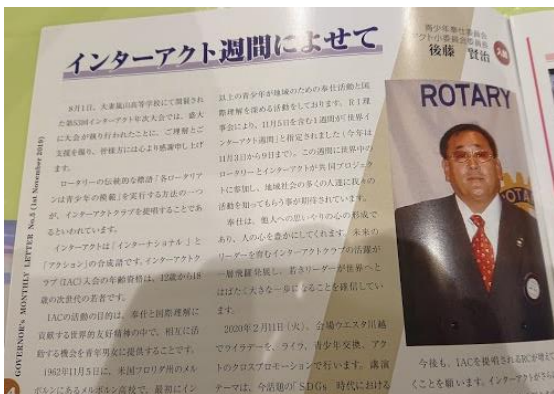 インターアクト週間によせて
青少年奉仕委員会
アクト小委員会委員長
後藤 賢治
8月1日、大妻嵐山高等学校にて開催され
た第53回インターアクト年次大会では、盛大
に大会が執り行われたことに、ご理解とご
支援を賜り、皆様方には心より感謝申し上げ
ます。
ロータリーの伝統的な標語「各ロータリア
ンは青少年の模範」を実行する方法の一つ
が、インターアクトクラブを提唱することであ
るといわれています。
インターアクトは「インターナショナル」と
「アクション」の合成語です。インターアクトク
ラブ(IAC)入会の年齢資格は、12歳から18
歳の次世代の若者です。
IACの活動の目的は、奉仕と国際理解に
貢献する世界的友好精神の中で、相互に活
動する機会を青年男女に提供することです。
1962年11月5日に、米国フロリダ州のメル
ボルンにあるメルボルン高校で、最初にイン
以上の青少年が地域のための奉仕活動と国
際理解を深める活動をしております。RI理
事会により、11月5日を含む1週間が「世界イ
ンターアクト週間」と指定されました(今年は
11月3日から9日まで)。この週間に世界中の
ロータリーとインターアクトが共同プロジェク
トに参加し、地域社会の多くの人達に我々の
活動を知ってもらう事が期待されています。
奉仕は、他人への思いやりの心の形成で
あり、人の心を豊かにしてくれます。未来の
リーダーを育むインターアクトクラブの活躍が
一層飛躍発展し、若きリーダーが世界へと
はばたく大きな一歩になることを確信してい
ます。
2020年2月11日(火)、会場ウエスタ川越
でライラデーを、ライラ、青少年交換、アク
トのクロスプロモーションで行います。講演
テーマは、今話題の「SDGs 時代における
ROTARY
今後も、IACを提唱されるRCが増えて
くことを願います。インターアクトがさら
GOVERNOR's MONTHLY LETTER No.5 (1st November 2019)
4